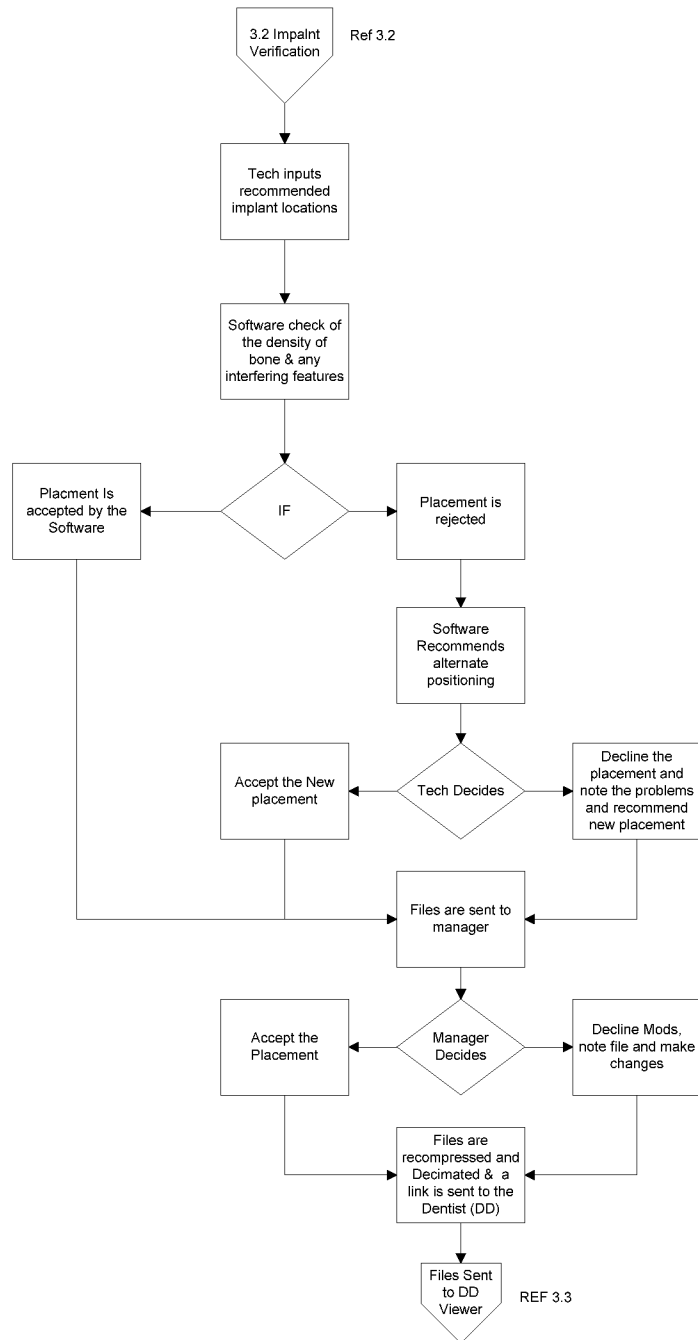 3.2 Impalnt
Verification
Ref 3.2
Tech inputs
recommended
implant locations
Software check of
the density of
bone & any
interfering features
Placment Is
accepted by the
Software
IF
Placement is
rejected
Software
Recommends
alternate
positioning
Accept the New
placement
Tech Decides
Decline the
placement and
note the problems
and recommend
new placement
Files are sent to
manager
Accept the
Placement
Manager
Decides
Decline Mods,
note file and make
changes
Files are
recompressed and
Decimated & a
link is sent to the
Dentist (DD)
Files Sent
to DD
Viewer
REF 3.3